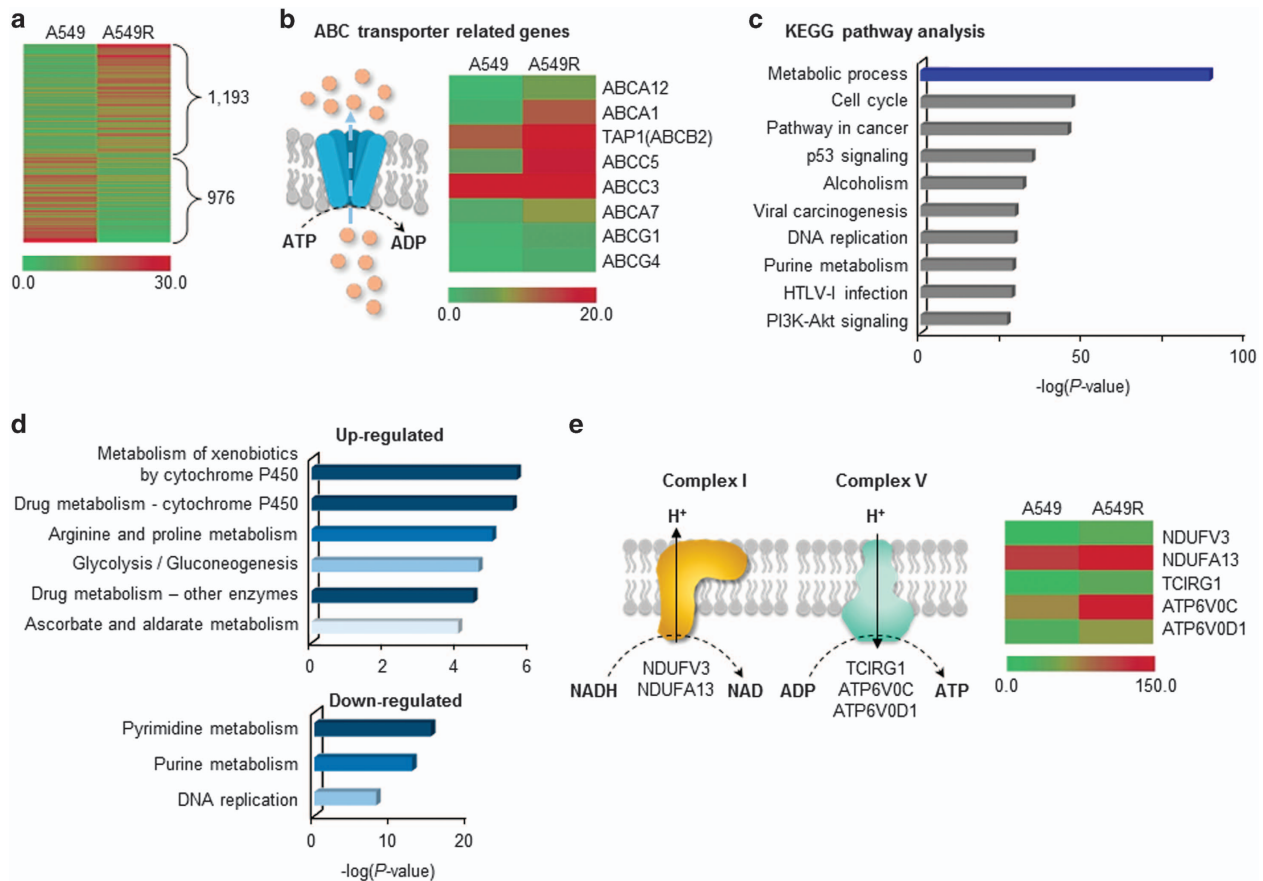 a
A549 A549R
1,193
976
0.0 30.0
b
ABC transporter related genes
A549 A549R
ABCA12
ABCA1
TAP1(ABCB2)
ABCC5
ABCC3
ABCA7
ABCG1
ABCG4
ATP ADP
0.0 20.0
c
KEGG pathway analysis
Metabolic process
Cell cycle
Pathway in cancer
p53 signaling
Alcoholism
Viral carcinogenesis
DNA replication
Purine metabolism
HTLV-I infection
PI3K-Akt signaling
0 50 100
-log(P-value)
d
Up-regulated
Metabolism of xenobiotics
by cytochrome P450
Drug metabolism - cytochrome P450
Arginine and proline metabolism
Glycolysis / Gluconeogenesis
Drug metabolism – other enzymes
Ascorbate and aldarate metabolism
0 2 4 6
Down-regulated
Pyrimidine metabolism
Purine metabolism
DNA replication
0 10 20
-log(P-value)
e
Complex I Complex V
H+ H+
NADH NDUFV3 NAD
NDUFA13
ADP TCIRG1 ATP
ATP6V0C
ATP6V0D1
A549 A549R
NDUFV3
NDUFA13
TCIRG1
ATP6V0C
ATP6V0D1
0.0 150.0